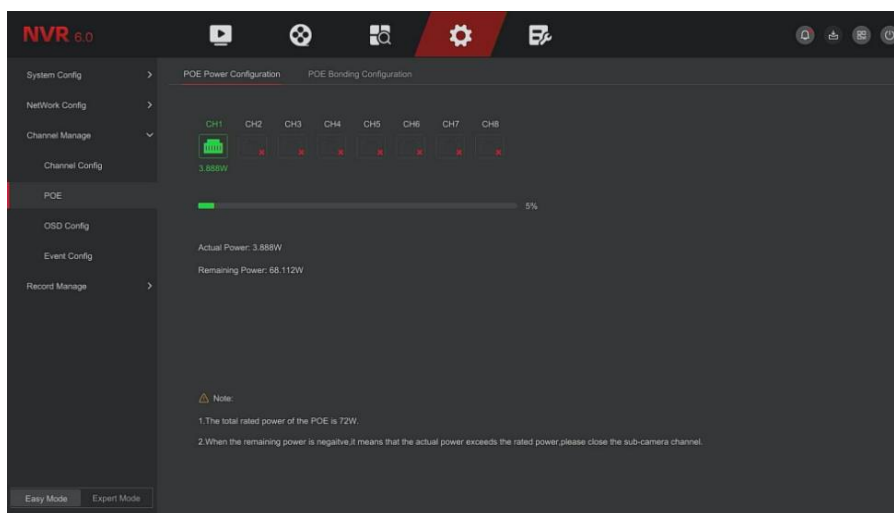 NVR 6.0
System Config
POE Power Configuration POE Bonding Configuration
NetWork Config
Channel Manage
CH1 CH2 CH3 CH4 CH5 CH6 CH7 CH8
Channel Config
3.888W
POE
5%
OSD Config
Actual Power: 3.888W
Event Config
Remaining Power: 68.112W
Record Manage
Note:
1.The total rated power of the POE is 72W.
2.When the remaining power is negaitve,it means that the actual power exceeds the rated power,please close the sub-camera channel.
Easy Mode Expert Mode